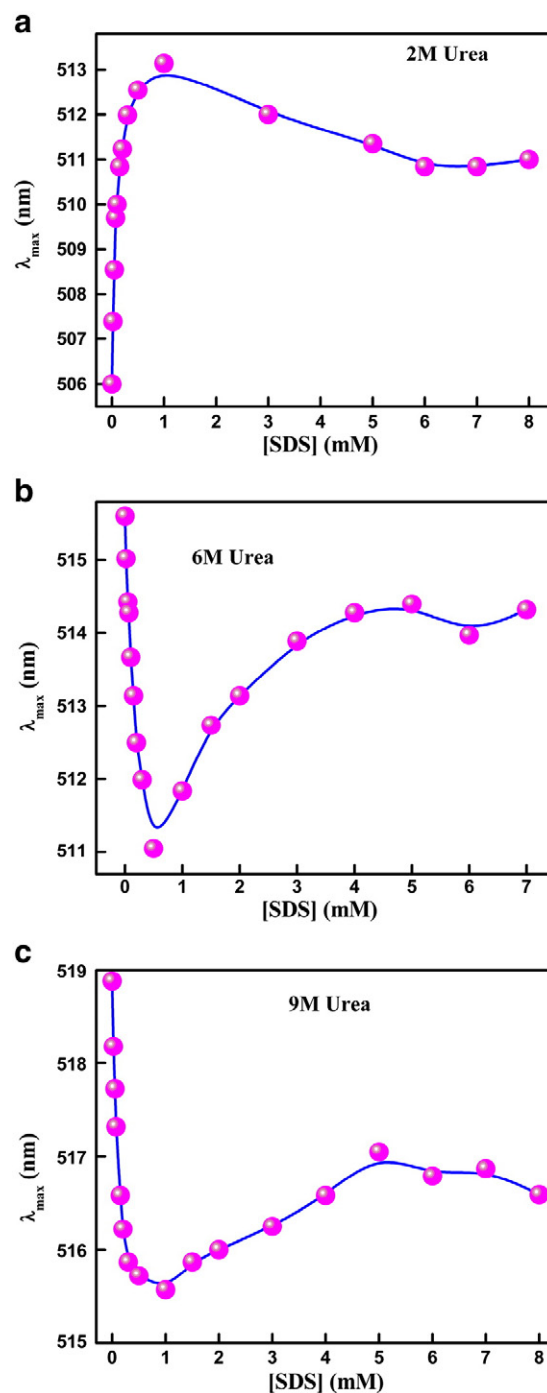 a
2M Urea
513
512
511
510
509
508
507
506
λmax (nm)
0 1 2 3 4 5 6 7 8
[SDS] (mM)
b
6M Urea
515
514
513
512
511
λmax (nm)
0 1 2 3 4 5 6 7
[SDS] (mM)
c
9M Urea
519
518
517
516
515
λmax (nm)
0 1 2 3 4 5 6 7 8
[SDS] (mM)